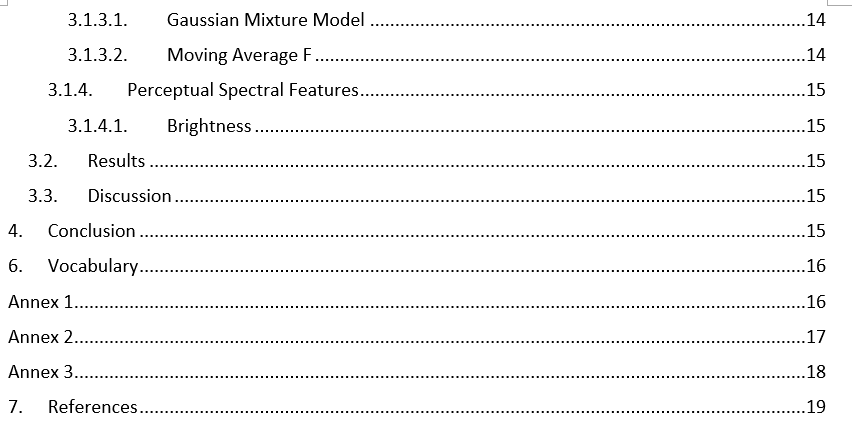 3.1.3.1. Gaussian Mixture Model ........................................ 14
3.1.3.2. Moving Average F ........................................ 14
3.1.4. Perceptual Spectral Features ........................................ 15
3.1.4.1. Brightness ........................................ 15
3.2. Results ........................................ 15
3.3. Discussion ........................................ 15
4. Conclusion ........................................ 15
6. Vocabulary ........................................ 16
Annex 1 ........................................ 16
Annex 2 ........................................ 17
Annex 3 ........................................ 18
7. References ........................................ 19